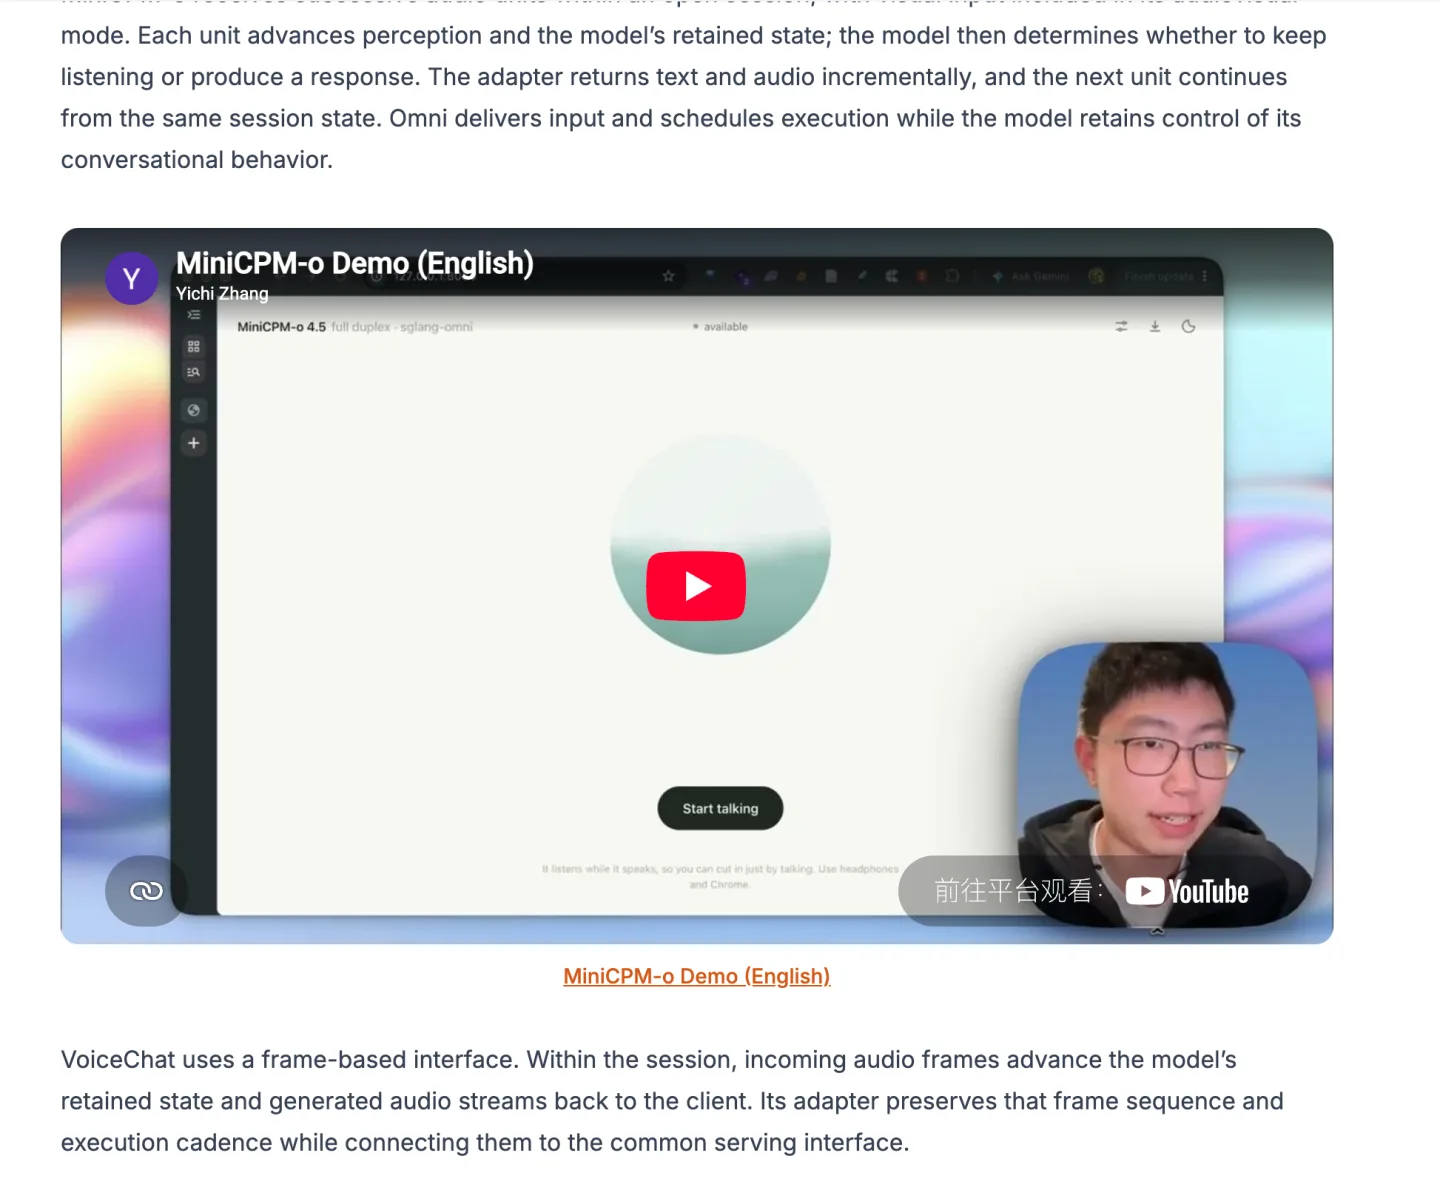 mode. Each unit advances perception and the model's retained state; the model then determines whether to keep
listening or produce a response. The adapter returns text and audio incrementally, and the next unit continues
from the same session state. Omni delivers input and schedules execution while the model retains control of its
conversational behavior.
Y
MiniCPM-o Demo (English)
Yichi Zhang
Ask Gemini
Finish update
MiniCPM-o 4.5 full duplex - sglang-omni
available
Start talking
It listens while it speaks, so you can cut in just by talking. Use headphones
and Chrome.
前往平台观看：
YouTube
MiniCPM-o Demo (English)
VoiceChat uses a frame-based interface. Within the session, incoming audio frames advance the model's
retained state and generated audio streams back to the client. Its adapter preserves that frame sequence and
execution cadence while connecting them to the common serving interface.